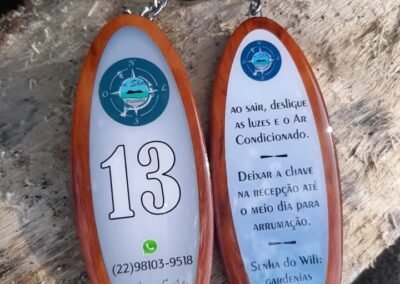 N
O
L
S
13
(22)98103-9518
AO SAIR, DESLIGUE
AS LUZES E O AR
CONDICIONADO.
DEIXAR A CHAVE
NA RECEPÇÃO ATÉ
O MEIO DIA PARA
ARRUMAÇÃO.
SENHA DO WIFI:
GARDENIAS